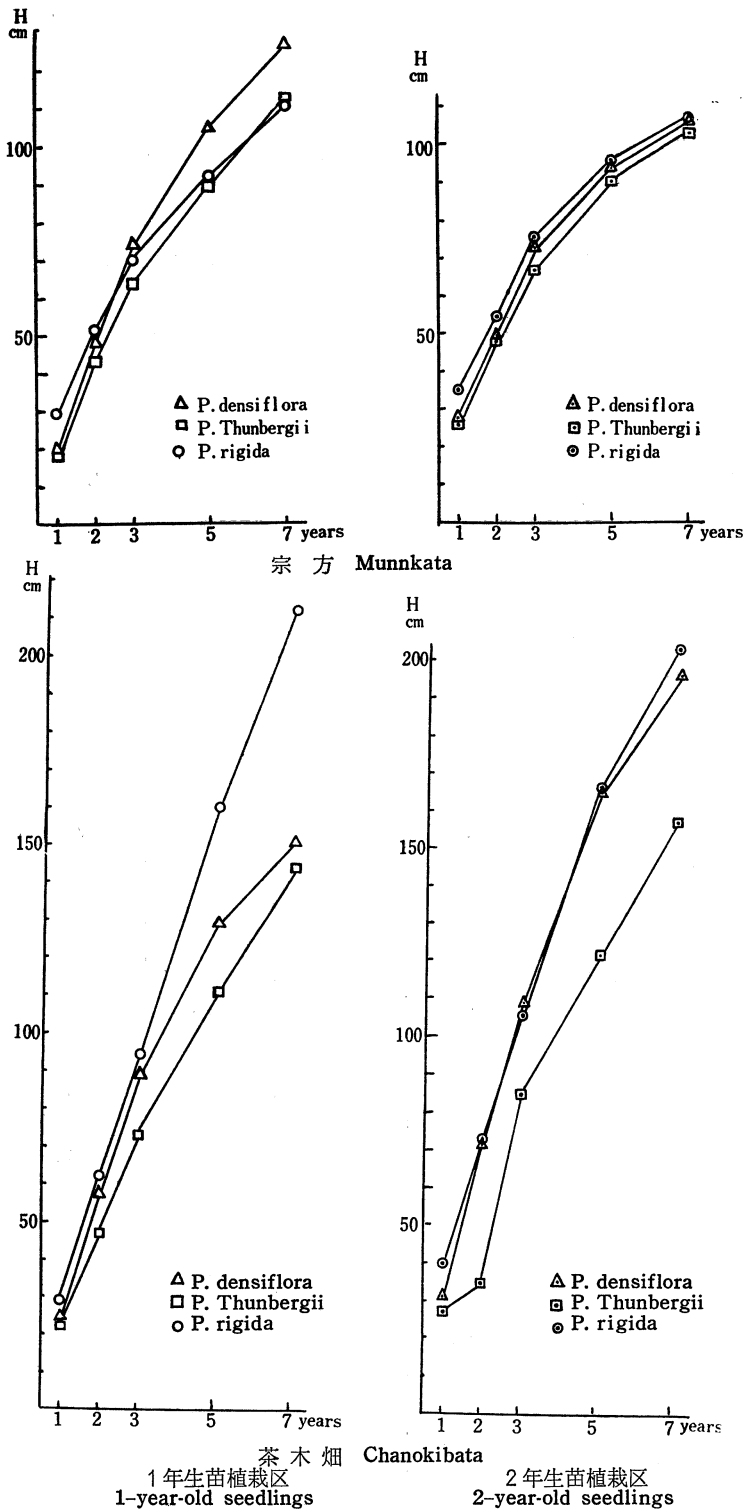 H
cm
100
50
P. densiflora
P. Thunbergii
P. rigida
1 2 3 5 7 years
H
cm
100
50
P. densiflora
P. Thunbergii
P. rigida
1 2 3 5 7 years
宗方 Munnkata
H
cm
200
150
100
50
P. densiflora
P. Thunbergii
P. rigida
1 2 3 5 7 years
H
cm
200
150
100
50
P. densiflora
P. Thunbergii
P. rigida
1 2 3 5 7 years
茶木畑 Chanokibata
1年生苗植栽区
1-year-old seedlings
2年生苗植栽区
2-year-old seedlings